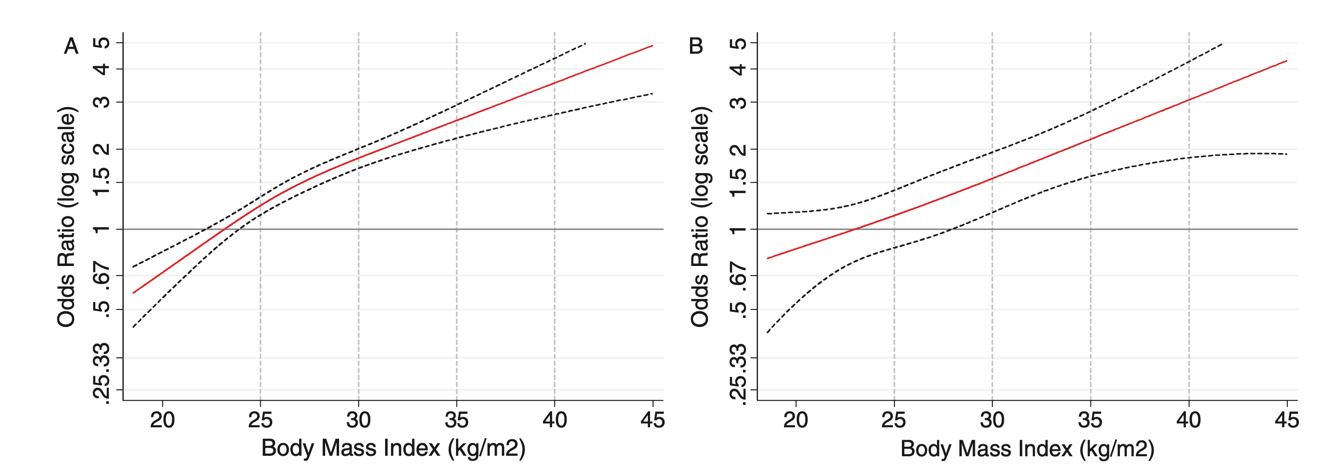 A
5
4
3
2
1.5
1
.67
.5
.33
.25
Odds Ratio (log scale)
20 25 30 35 40 45
Body Mass Index (kg/m2)
B
5
4
3
2
1.5
1
.67
.5
.33
.25
Odds Ratio (log scale)
20 25 30 35 40 45
Body Mass Index (kg/m2)